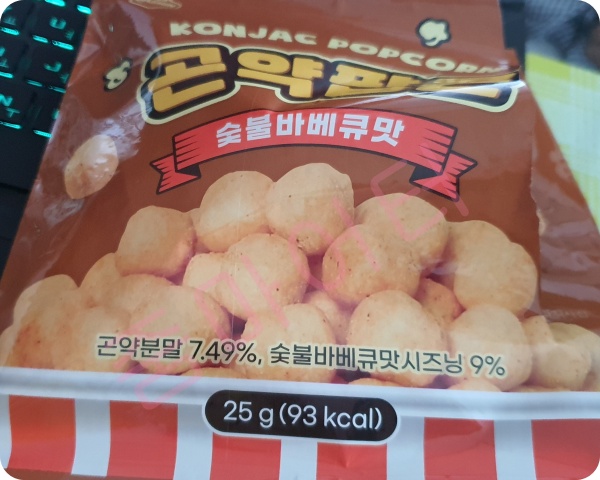 KONJAC POPCORN
곤약팝콘
숯불바베큐맛
곤약분말 7.49%, 숯불바베큐맛시즈닝 9%
25 g (93 kcal)